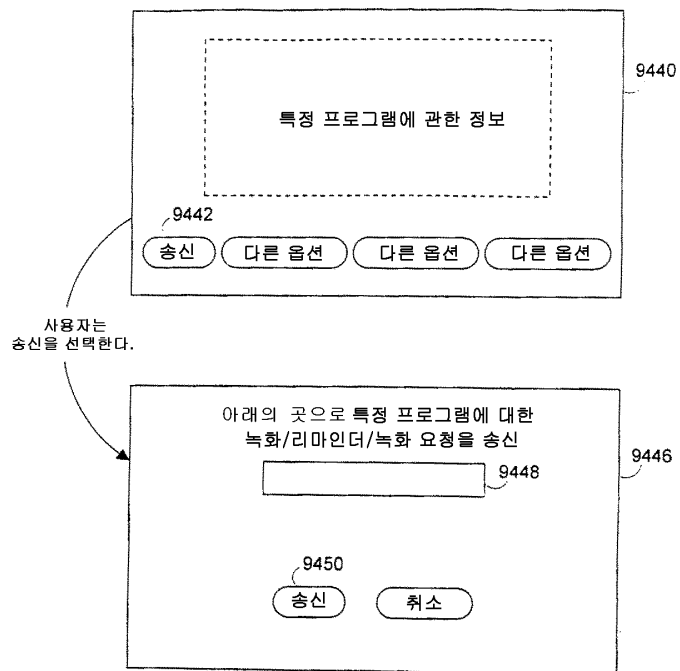 9440
특정 프로그램에 관한 정보
9442
송신 다른 옵션 다른 옵션 다른 옵션
사용자는
송신을 선택한다.
아래의 곳으로 특정 프로그램에 대한
녹화/리마인더/녹화 요청을 송신
9446
9448
9450
송신 취소